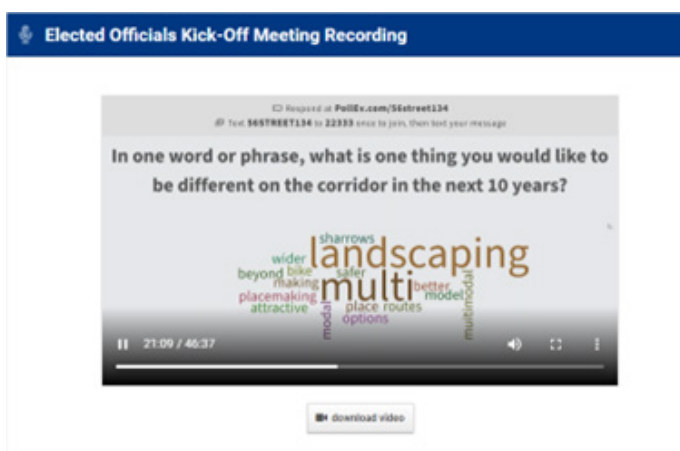 Elected Officials Kick-Off Meeting Recording
Respond at PollEv.com/56street134
Text 56STREET134 to 22333 once to join, then text your message
In one word or phrase, what is one thing you would like to
be different on the corridor in the next 10 years?
sharrows
landscaping
wider
beyond bike safer
making multi better
placemaking model
attractive modal place routes multimodal
options
21:09 / 46:37
download video